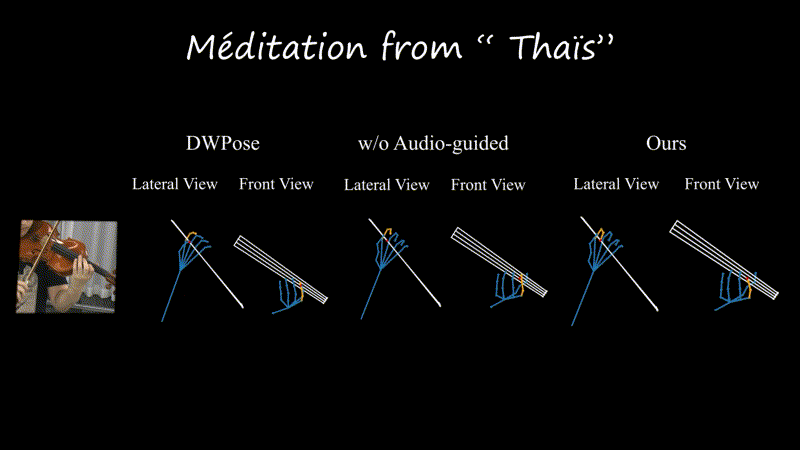 Méditation from “ Thaïs”
DWPose w/o Audio-guided Ours
Lateral View Front View Lateral View Front View Lateral View Front View